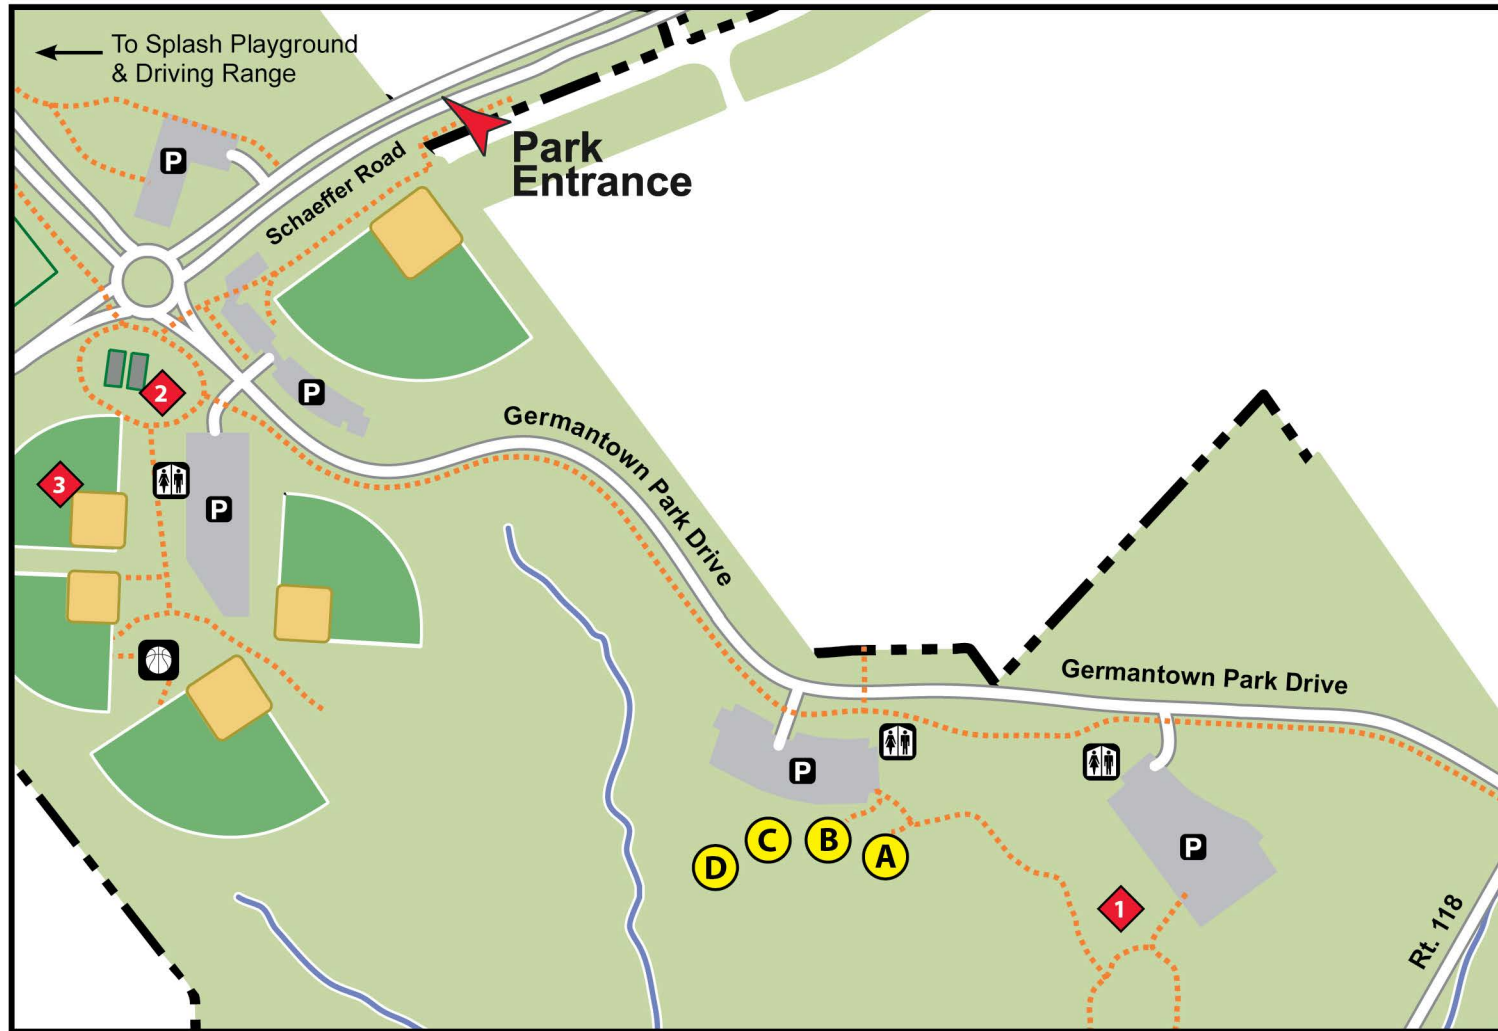 To Splash Playground
& Driving Range
Park
Entrance
Schaeffer Road
P
P
2
Germantown Park Drive
3
P
Germantown Park Drive
P
C
B
A
D
P
1
Rt. 118